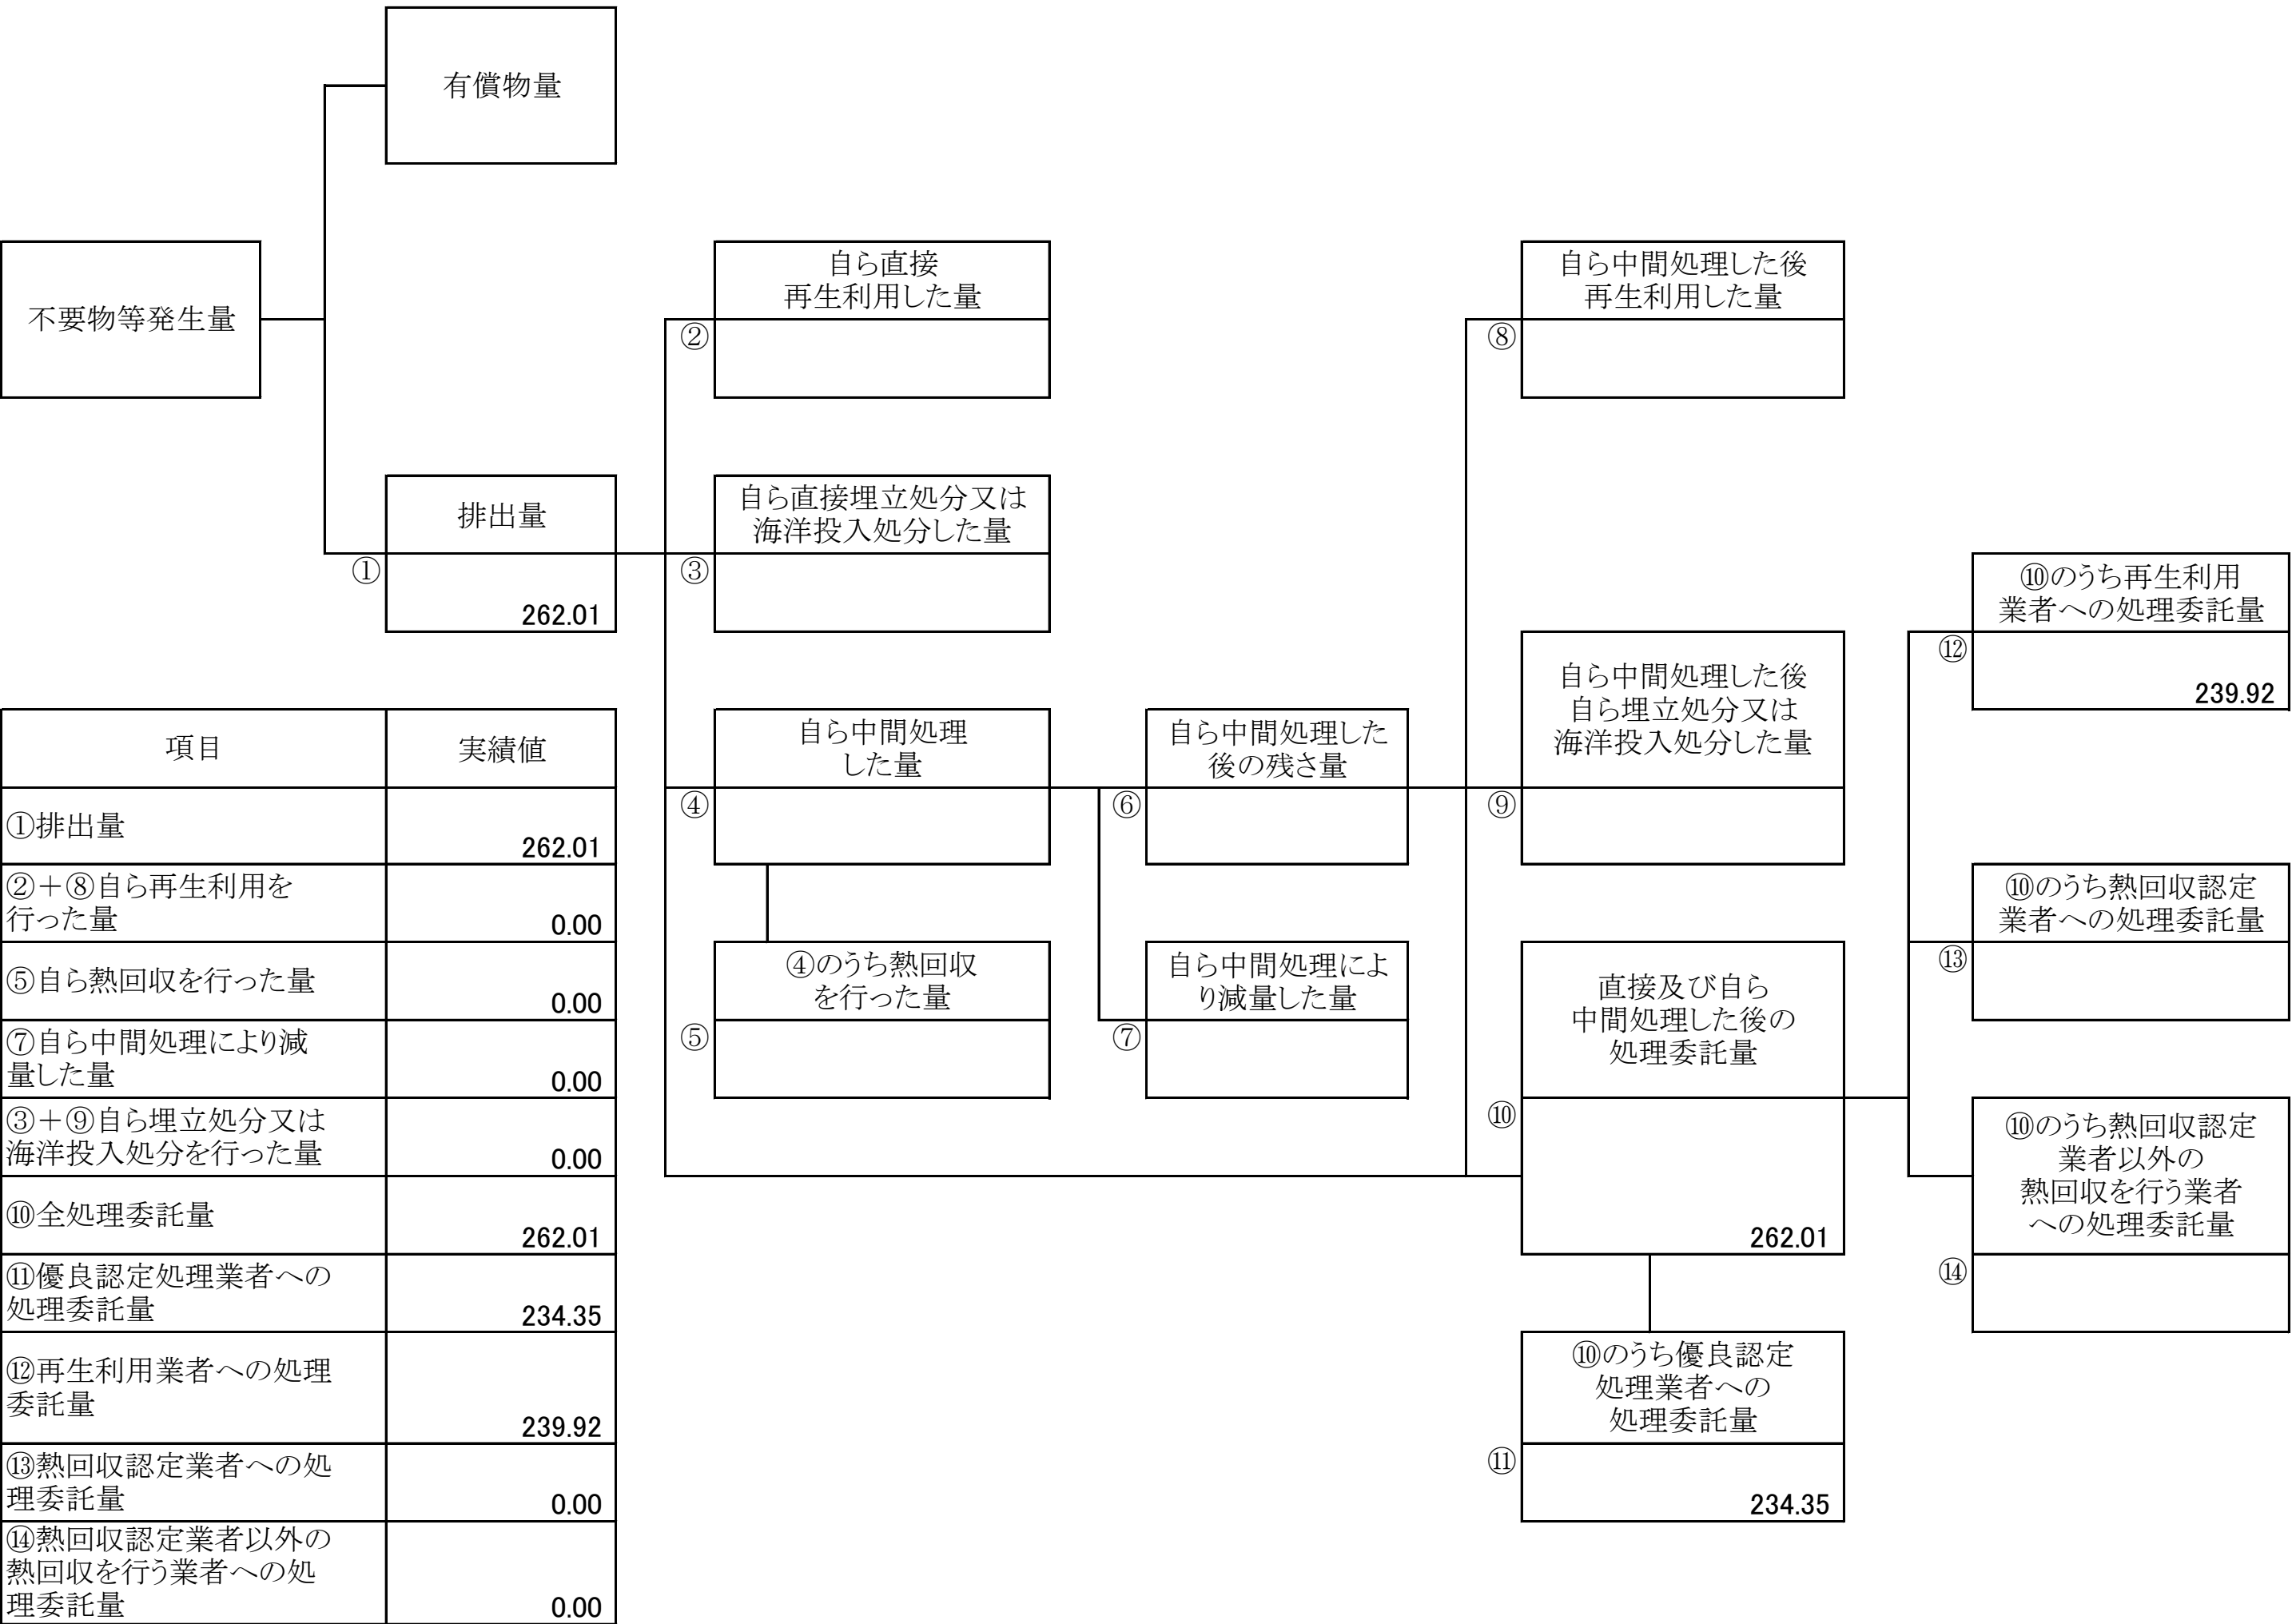 有償物量
不要物等発生量
自ら直接
再生利用した量
②
自ら中間処理した後
再生利用した量
⑧
排出量
①
262.01
自ら直接埋立処分又は
海洋投入処分した量
③
⑩のうち再生利用
業者への処理委託量
⑫
239.92
自ら中間処理
した量
④
自ら中間処理した
後の残さ量
⑥
自ら中間処理した後
自ら埋立処分又は
海洋投入処分した量
⑨
⑩のうち熱回収認定
業者への処理委託量
⑬
④のうち熱回収
を行った量
⑤
自ら中間処理によ
り減量した量
⑦
直接及び自ら
中間処理した後の
処理委託量
⑩
262.01
⑩のうち熱回収認定
業者以外の
熱回収を行う業者
への処理委託量
⑭
⑩のうち優良認定
処理業者への
処理委託量
⑪
234.35
項目 実績値
①排出量
262.01
②＋⑧自ら再生利用を
行った量
0.00
⑤自ら熱回収を行った量
0.00
⑦自ら中間処理により減
量した量
0.00
③＋⑨自ら埋立処分又は
海洋投入処分を行った量
0.00
⑩全処理委託量
262.01
⑪優良認定処理業者への
処理委託量
234.35
⑫再生利用業者への処理
委託量
239.92
⑬熱回収認定業者への処
理委託量
0.00
⑭熱回収認定業者以外の
熱回収を行う業者への処
理委託量
0.00